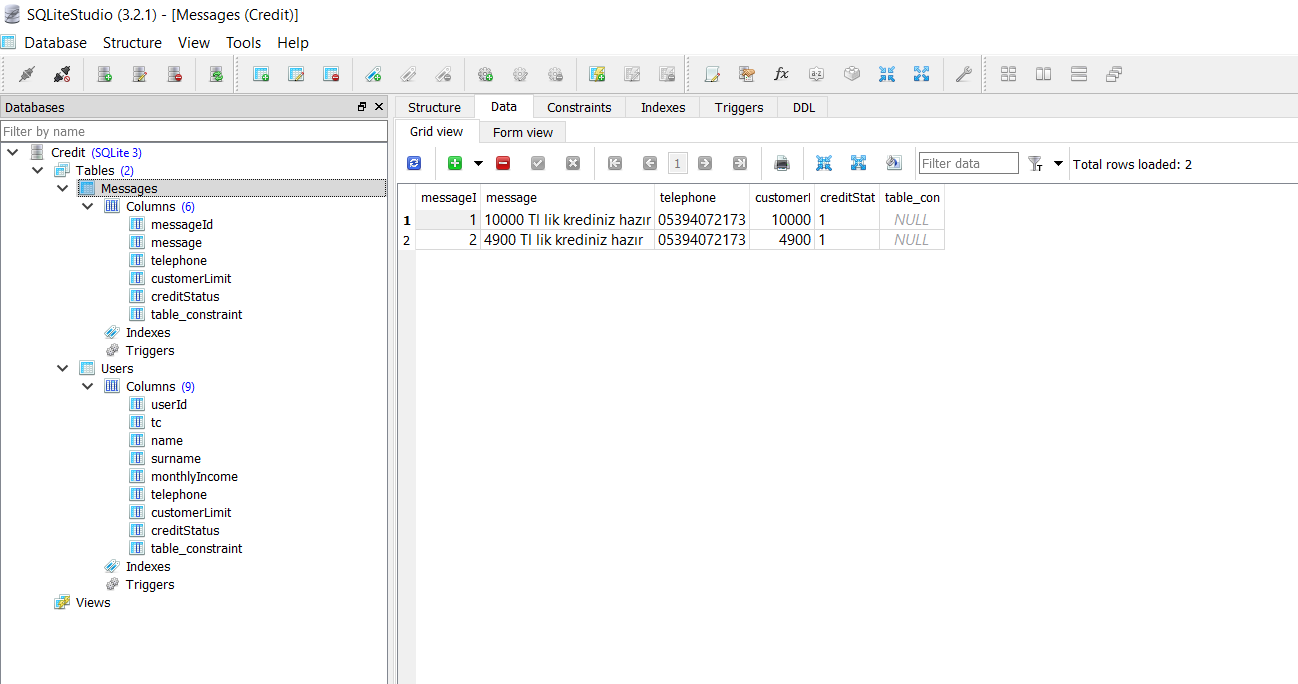 SQLiteStudio (3.2.1) - [Messages (Credit)]
Database Structure View Tools Help
Databases
Filter by name
Credit (SQLite 3)
Tables (2)
Messages
Columns (6)
messageId
message
telephone
customerLimit
creditStatus
table_constraint
Indexes
Triggers
Users
Columns (9)
userId
tc
name
surname
monthlyIncome
telephone
customerLimit
creditStatus
table_constraint
Indexes
Triggers
Views
Structure Data Constraints Indexes Triggers DDL
Grid view Form view
1 Filter data Total rows loaded: 2
messageI message telephone customerI creditStat table_con
1 1 10000 Tl lik krediniz hazır 05394072173 10000 1 NULL
2 2 4900 Tl lik krediniz hazır 05394072173 4900 1 NULL